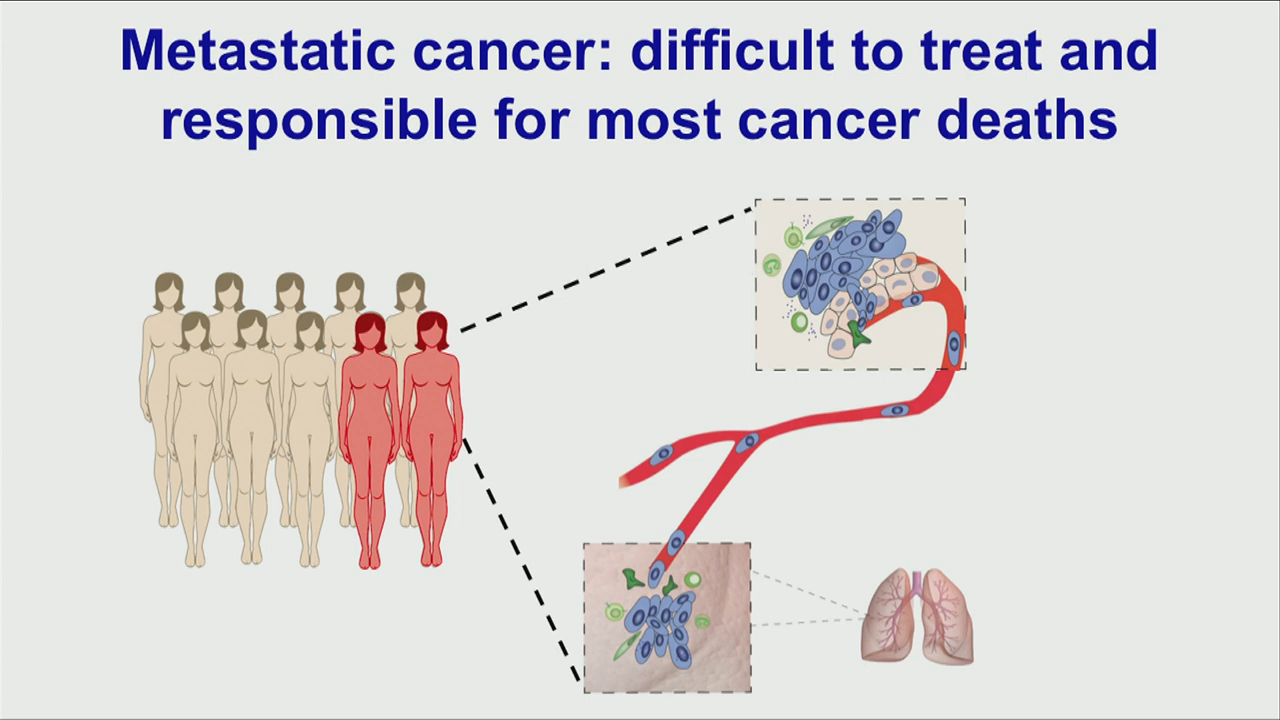 Metastatic cancer: difficult to treat and
responsible for most cancer deaths